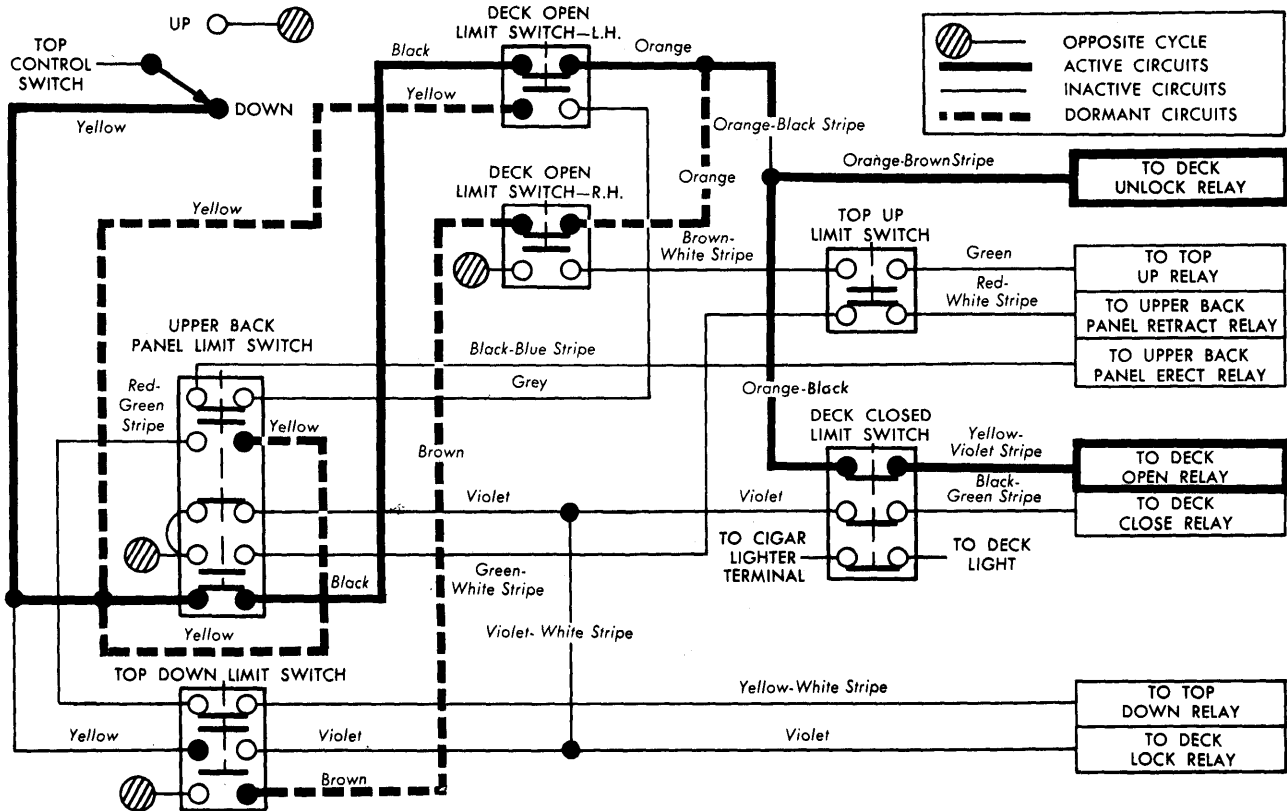 UP
TOP
CONTROL
SWITCH
DOWN
Yellow
Black
DECK OPEN
LIMIT SWITCH—L.H.
Orange
Yellow
OPPOSITE CYCLE
ACTIVE CIRCUITS
INACTIVE CIRCUITS
DORMANT CIRCUITS
Orange-Black Stripe
Orange-Brown Stripe
TO DECK
UNLOCK RELAY
DECK OPEN
LIMIT SWITCH—R.H.
Orange
Yellow
Brown-
White Stripe
TOP UP
LIMIT SWITCH
Green
Red-
White Stripe
TO TOP
UP RELAY
TO UPPER BACK
PANEL RETRACT RELAY
TO UPPER BACK
PANEL ERECT RELAY
UPPER BACK
PANEL LIMIT SWITCH
Black-Blue Stripe
Grey
Red-
Green
Stripe
Yellow
Orange-Black
DECK CLOSED
LIMIT SWITCH
Brown
Yellow-
Violet Stripe
Black-
Green Stripe
TO DECK
OPEN RELAY
TO DECK
CLOSE RELAY
Violet
Violet
TO CIGAR
LIGHTER
TERMINAL
TO DECK
LIGHT
Green-
White Stripe
Black
Yellow
Violet-White Stripe
TOP DOWN LIMIT SWITCH
Yellow-White Stripe
TO TOP
DOWN RELAY
Yellow
Violet
Violet
TO DECK
LOCK RELAY
Brown